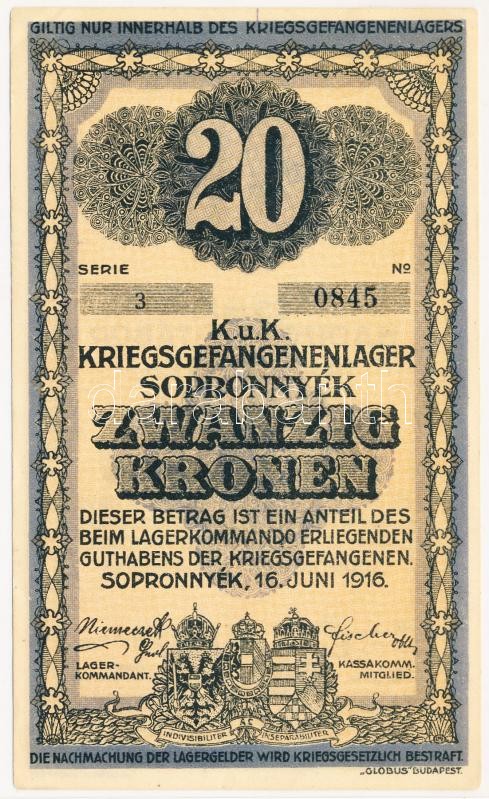 GILTIG NUR INNERHALB DES KRIEGSGEFANGENENLAGERS
20
SERIE No
3 0845
K.u.K.
KRIEGSGEFANGENENLAGER
SOPRONNYÉK
darabanth
ZWANZIG
KRONEN
DIESER BETRAG IST EIN ANTEIL DES
BEIM LAGERKOMMANDO ERLIEGENDEN
GUTHABENS DER KRIEGSGEFANGENEN.
SOPRONNYÉK, 16. JUNI 1916.
LAGER-
KOMMANDANT.
KASSAKOMM.
MITGLIED.
INDIVISIBILITER AC INSEPARABILITER
DIE NACHMACHUNG DER LAGERGELDER WIRD KRIEGSGESETZLICH BESTRAFT.
„GLOBUS" BUDAPEST.